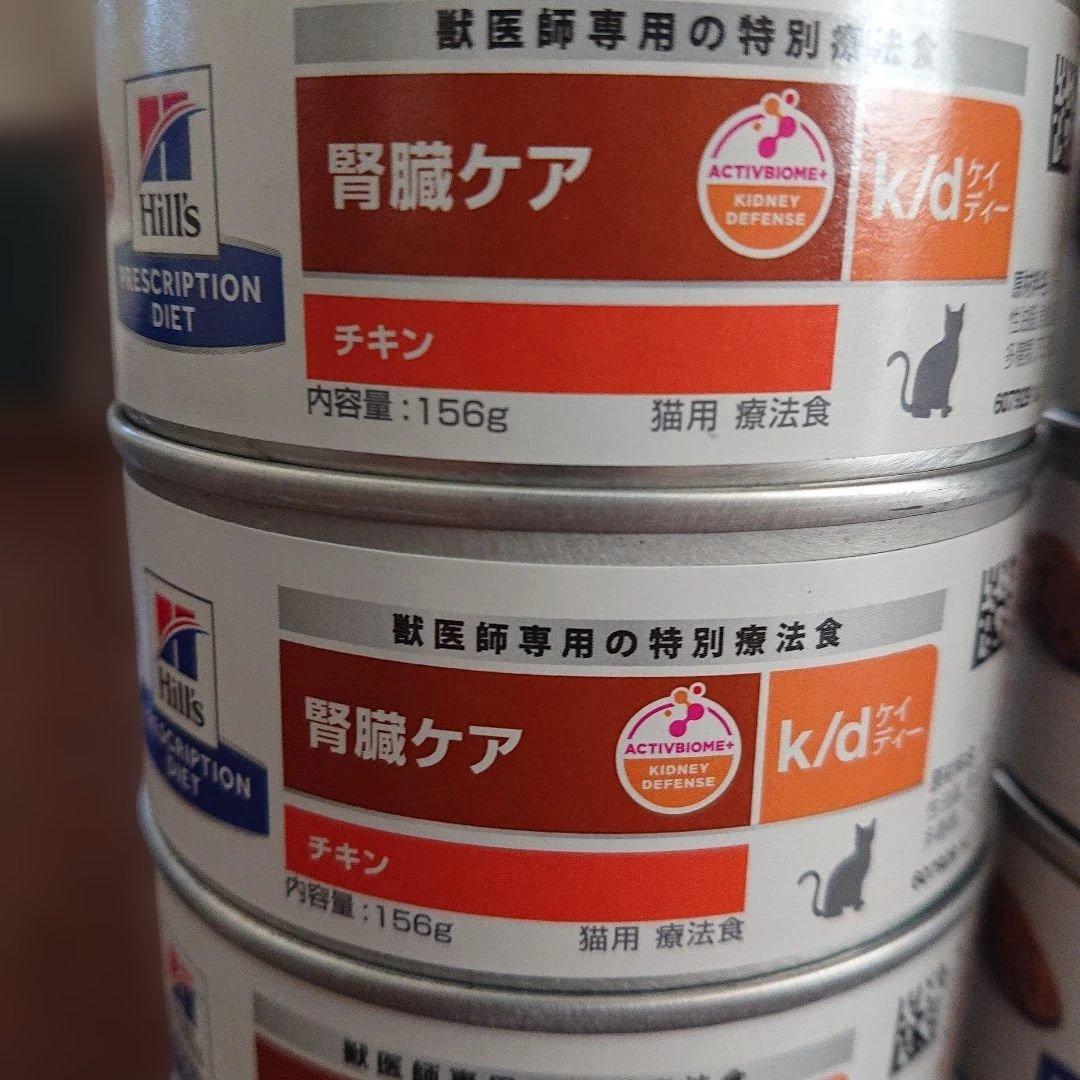 獣医師専用の特別療法食
Hill's
PRESCRIPTION
DIET
腎臓ケア
ACTIVBIOME+
KIDNEY
DEFENSE
k/d ケイ
ディー
チキン
内容量:156g
猫用 療法食
獣医師専用の特別療法食
Hill's
PRESCRIPTION
DIET
腎臓ケア
ACTIVBIOME+
KIDNEY
DEFENSE
k/d ケイ
ディー
チキン
内容量:156g
猫用 療法食